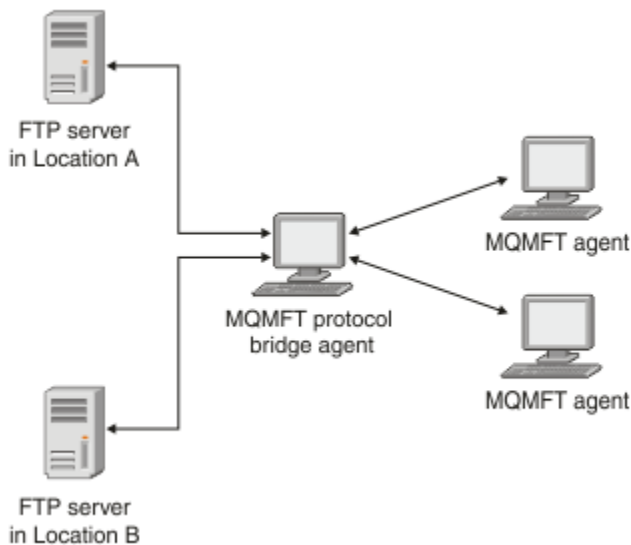 FTP server
in Location A
MQMFT agent
MQMFT protocol
bridge agent
MQMFT agent
FTP server
in Location B